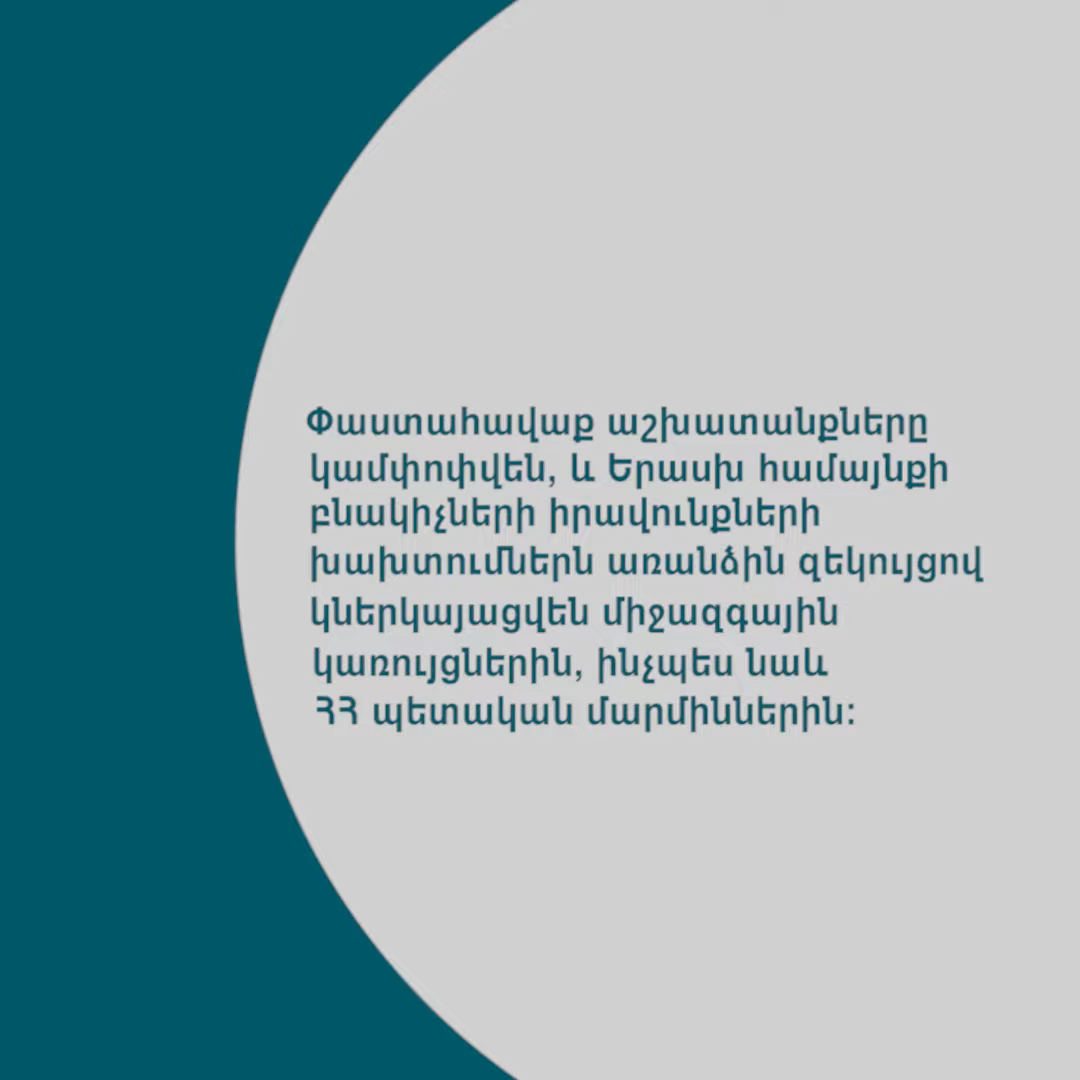 Փաստահավաք աշխատանքները
կամփոփվեն, և Երասխ համայնքի
բնակիչների իրավունքների
խախտումներն առանձին զեկույցով
կներկայացվեն միջազգային
կառույցներին, ինչպես նաև
ՀՀ պետական մարմիններին: